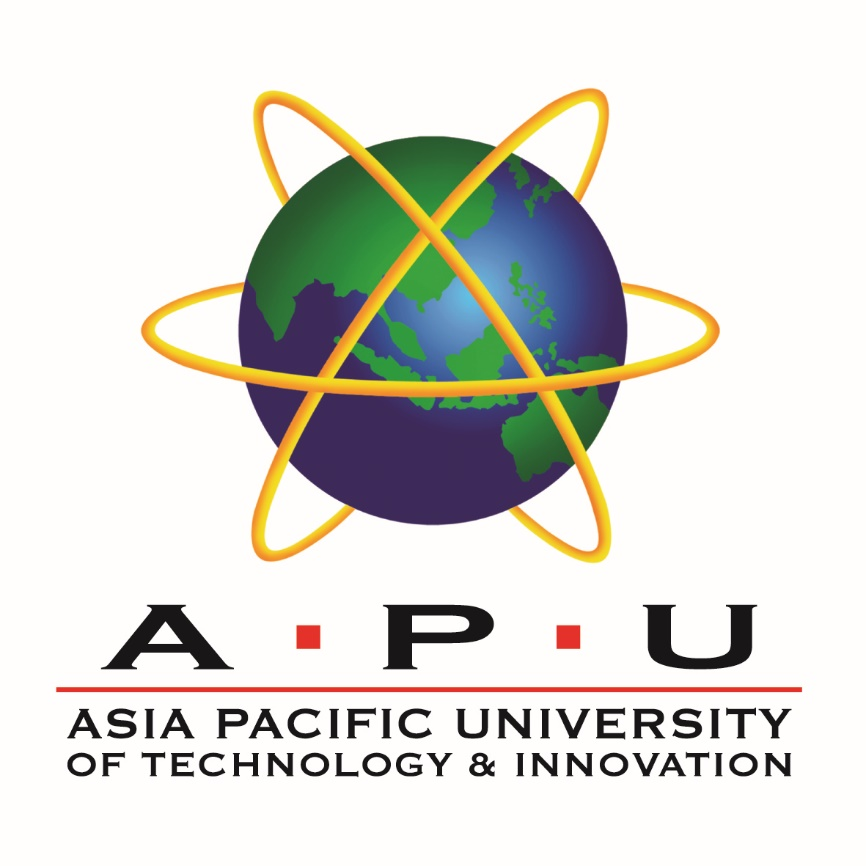 A·P·U
ASIA PACIFIC UNIVERSITY
OF TECHNOLOGY & INNOVATION